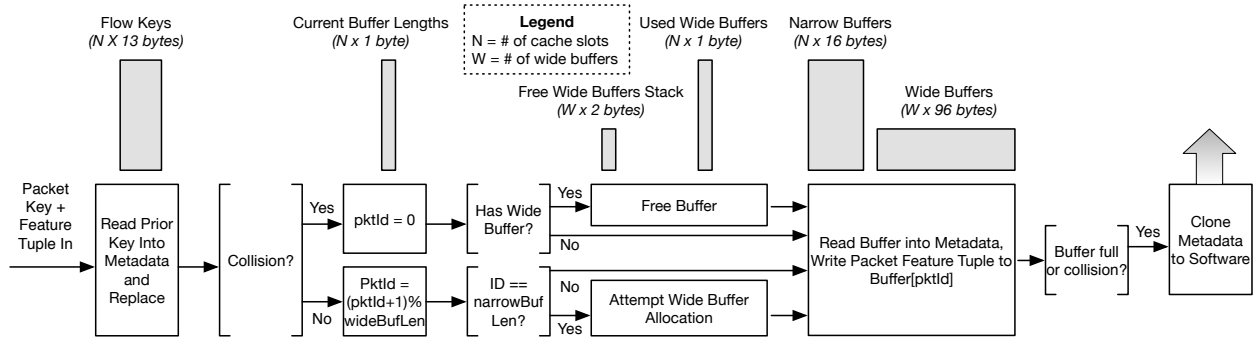 Flow Keys
(N X 13 bytes)
Current Buffer Lengths
(N x 1 byte)
Legend
N = # of cache slots
W = # of wide buffers
Used Wide Buffers
(N x 1 byte)
Narrow Buffers
(N x 16 bytes)
Free Wide Buffers Stack
(W x 2 bytes)
Wide Buffers
(W x 96 bytes)
Packet
Key +
Feature
Tuple In
Read Prior
Key Into
Metadata
and
Replace
Collision?
Yes
No
pktId = 0
PktId =
(pktId+1)%
wideBufLen
Has Wide
Buffer?
ID ==
narrowBuf
Len?
Yes
No
No
Yes
Free Buffer
Attempt Wide Buffer
Allocation
Read Buffer into Metadata,
Write Packet Feature Tuple to
Buffer[pktId]
Buffer full
or collision?
Yes
Clone
Metadata
to Software